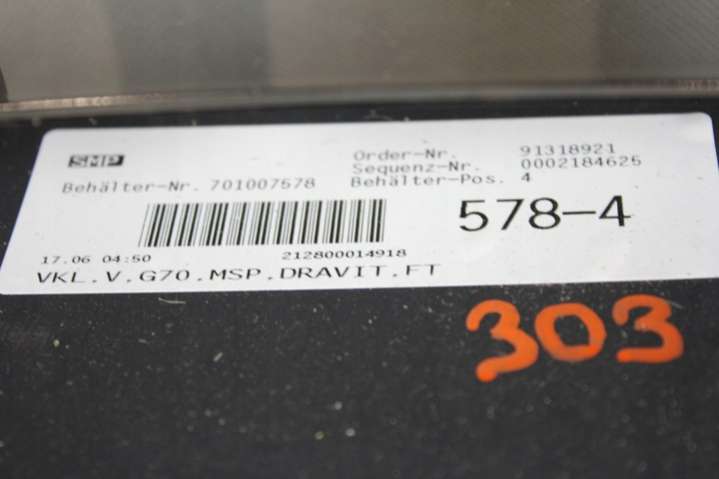 SMP
Order-Nr. 91318921
Sequenz-Nr. 0002184625
Behälter-Nr. 701007578 Behälter-Pos. 4
578-4
17.06 04:50 212800014918
VKL.V.G70.MSP.DRAVIT.FT
303